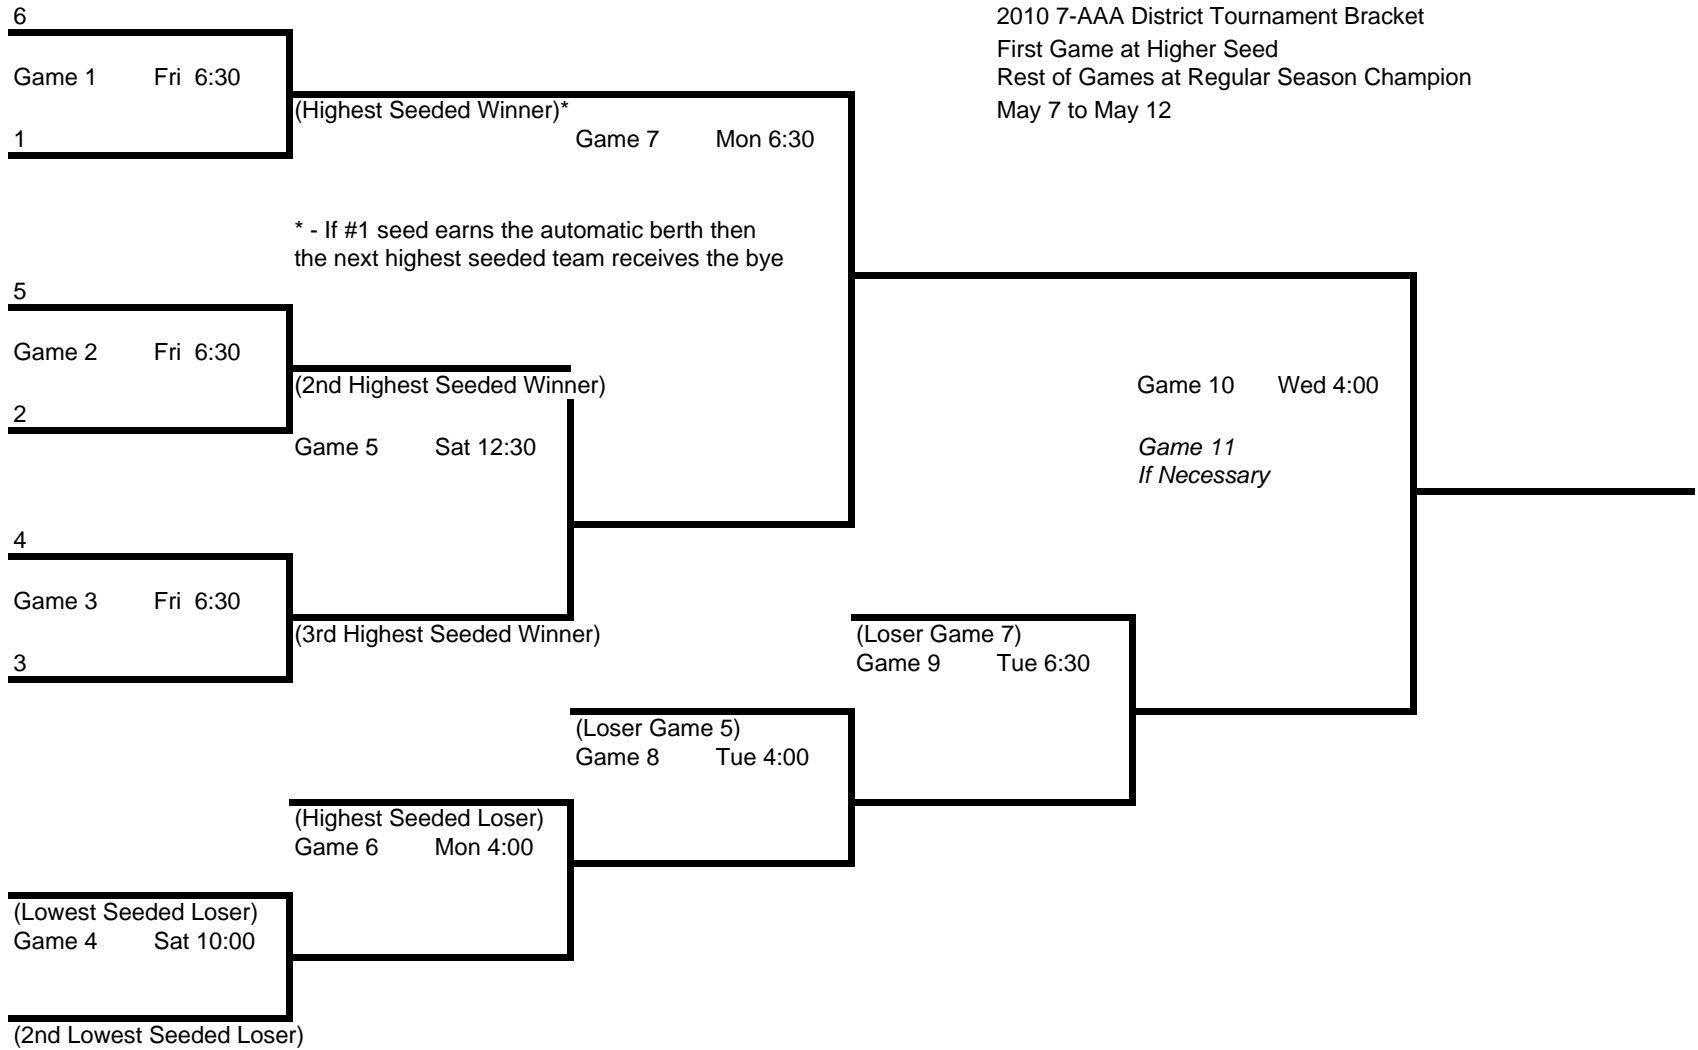 6
2010 7-AAA District Tournament Bracket
First Game at Higher Seed
Game 1 Fri 6:30
Rest of Games at Regular Season Champion
(Highest Seeded Winner)*
May 7 to May 12
1
Game 7 Mon 6:30
* - If #1 seed earns the automatic berth then
the next highest seeded team receives the bye
5
Game 2 Fri 6:30
(2nd Highest Seeded Winner)
Game 10 Wed 4:00
2
Game 5 Sat 12:30
Game 11
If Necessary
4
Game 3 Fri 6:30
(3rd Highest Seeded Winner)
(Loser Game 7)
3
Game 9 Tue 6:30
(Loser Game 5)
Game 8 Tue 4:00
(Highest Seeded Loser)
Game 6 Mon 4:00
(Lowest Seeded Loser)
Game 4 Sat 10:00
(2nd Lowest Seeded Loser)